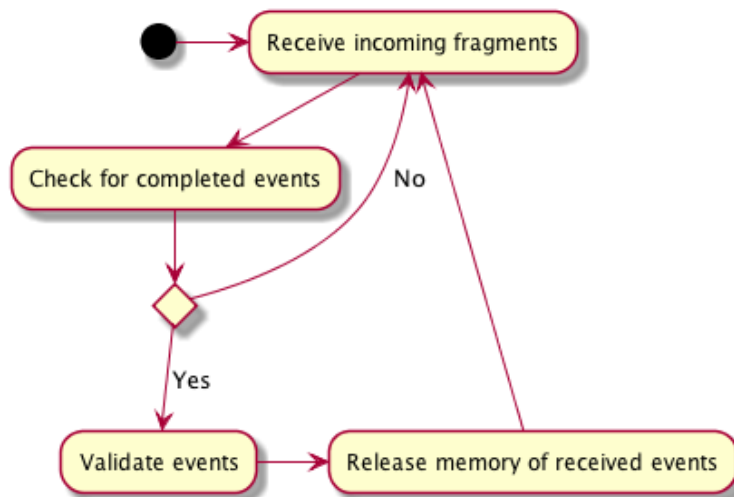 Receive incoming fragments
Check for completed events
No
Yes
Validate events
Release memory of received events